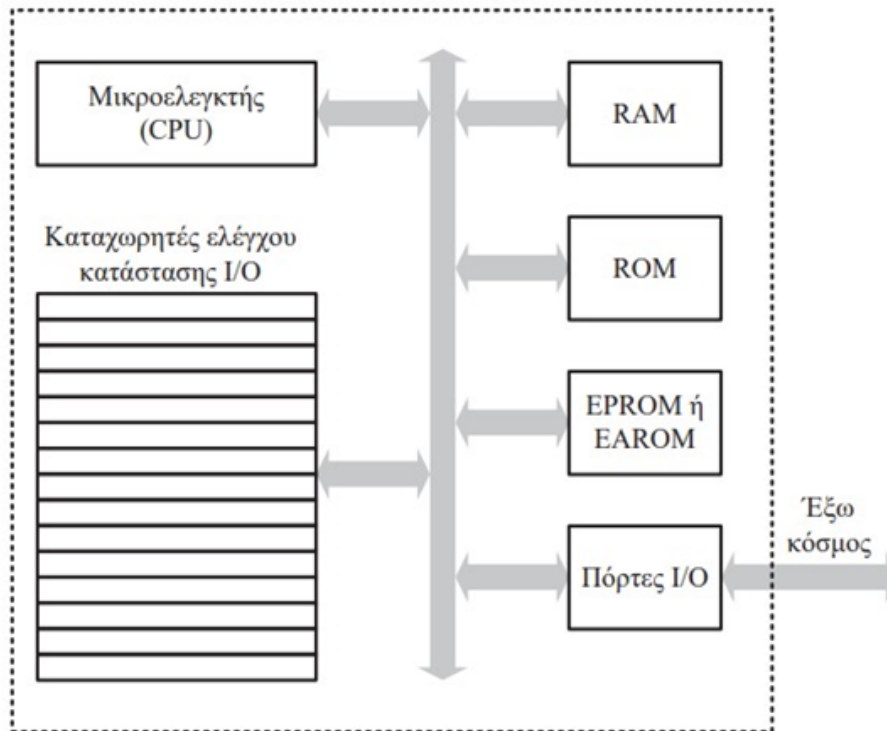 Μικροελεγκτής
(CPU)
RAM
Καταχωρητές ελέγχου
κατάστασης I/O
ROM
EPROM ή
EAROM
Έξω
κόσμος
Πόρτες I/O